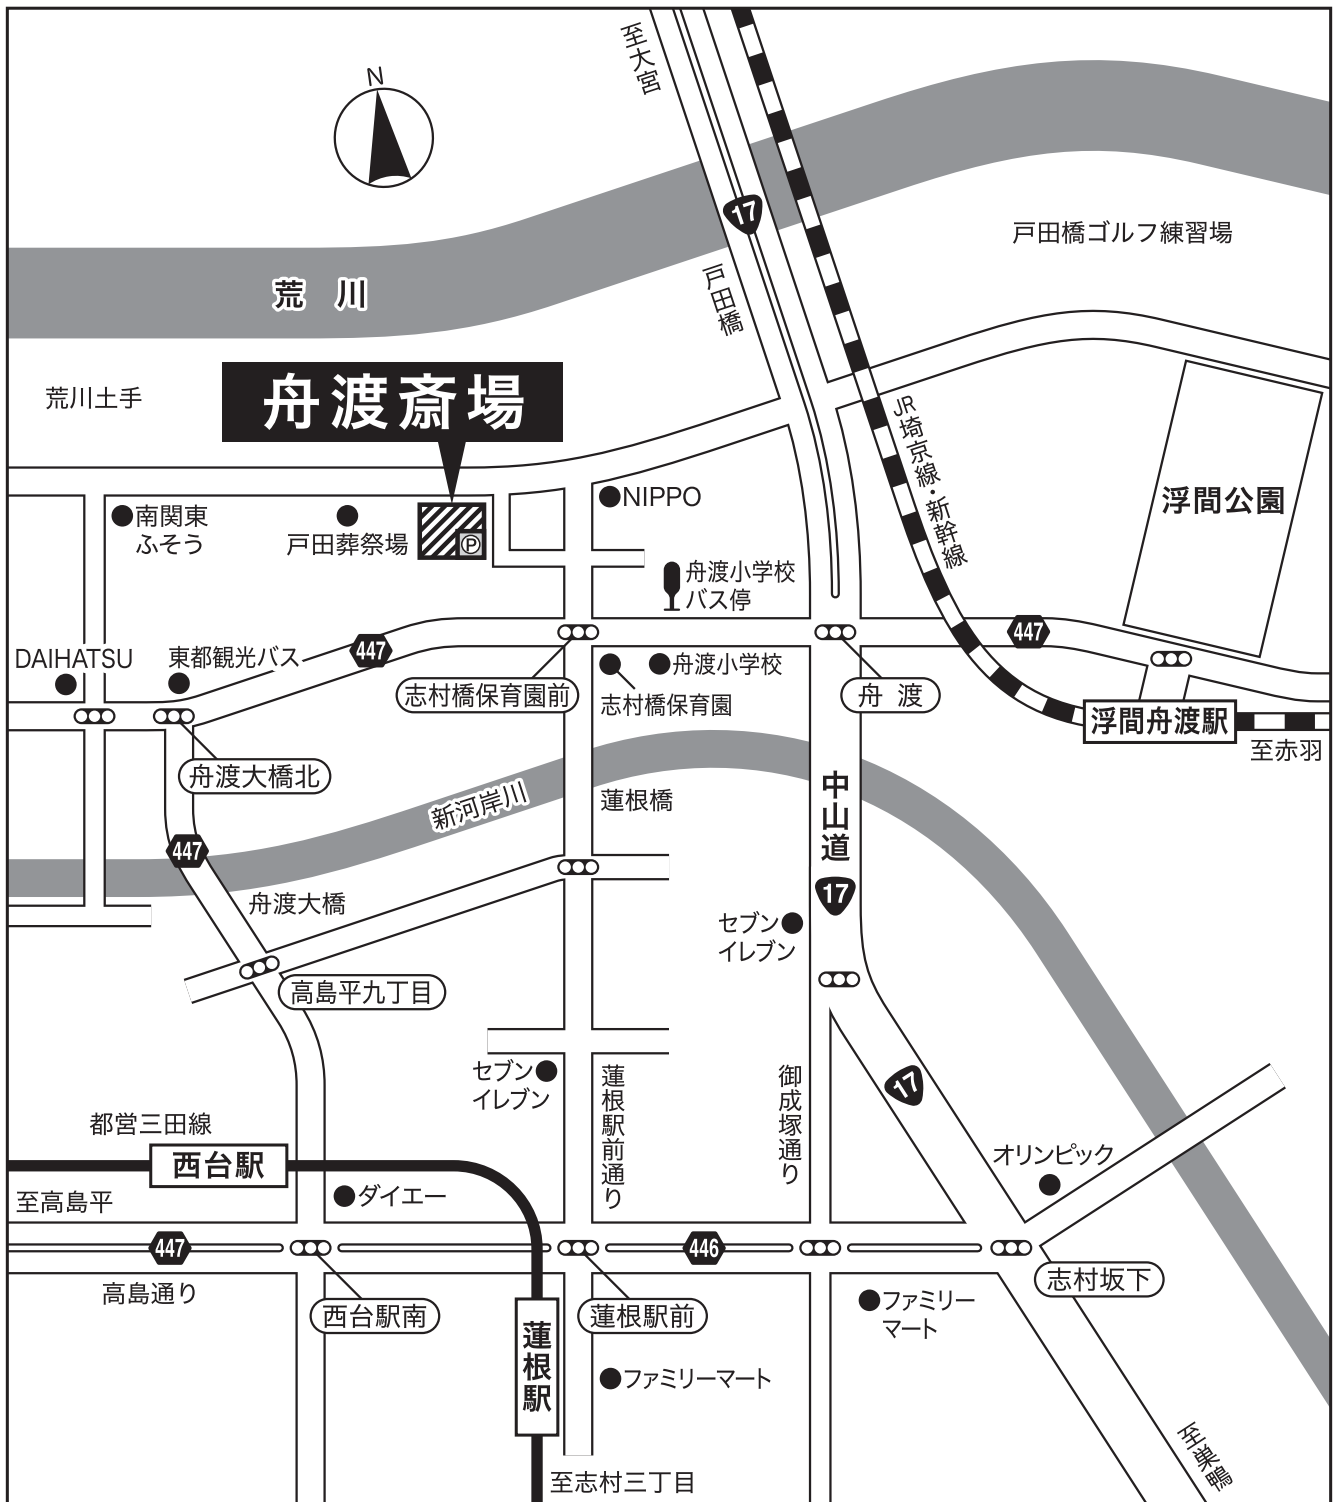 至大宮
N
17
戸田橋ゴルフ練習場
荒 川
戸田橋
荒川土手
舟渡斎場
JR埼京線・新幹線
浮間公園
NIPPO
南関東
ふそう
戸田葬祭場
P
舟渡小学校
バス停
447
447
DAIHATSU
東都観光バス
志村橋保育園前
舟渡小学校
志村橋保育園
舟 渡
浮間舟渡駅
至赤羽
舟渡大橋北
新河岸川
蓮根橋
中山道
447
17
舟渡大橋
セブン
イレブン
高島平九丁目
セブン
イレブン
蓮根駅前通り
御成塚通り
17
都営三田線
西台駅
オリンピック
至高島平
ダイエー
447
446
高島通り
西台駅南
蓮根駅前
志村坂下
ファミリー
マート
蓮根駅
ファミリーマート
至巣鴨
至志村三丁目